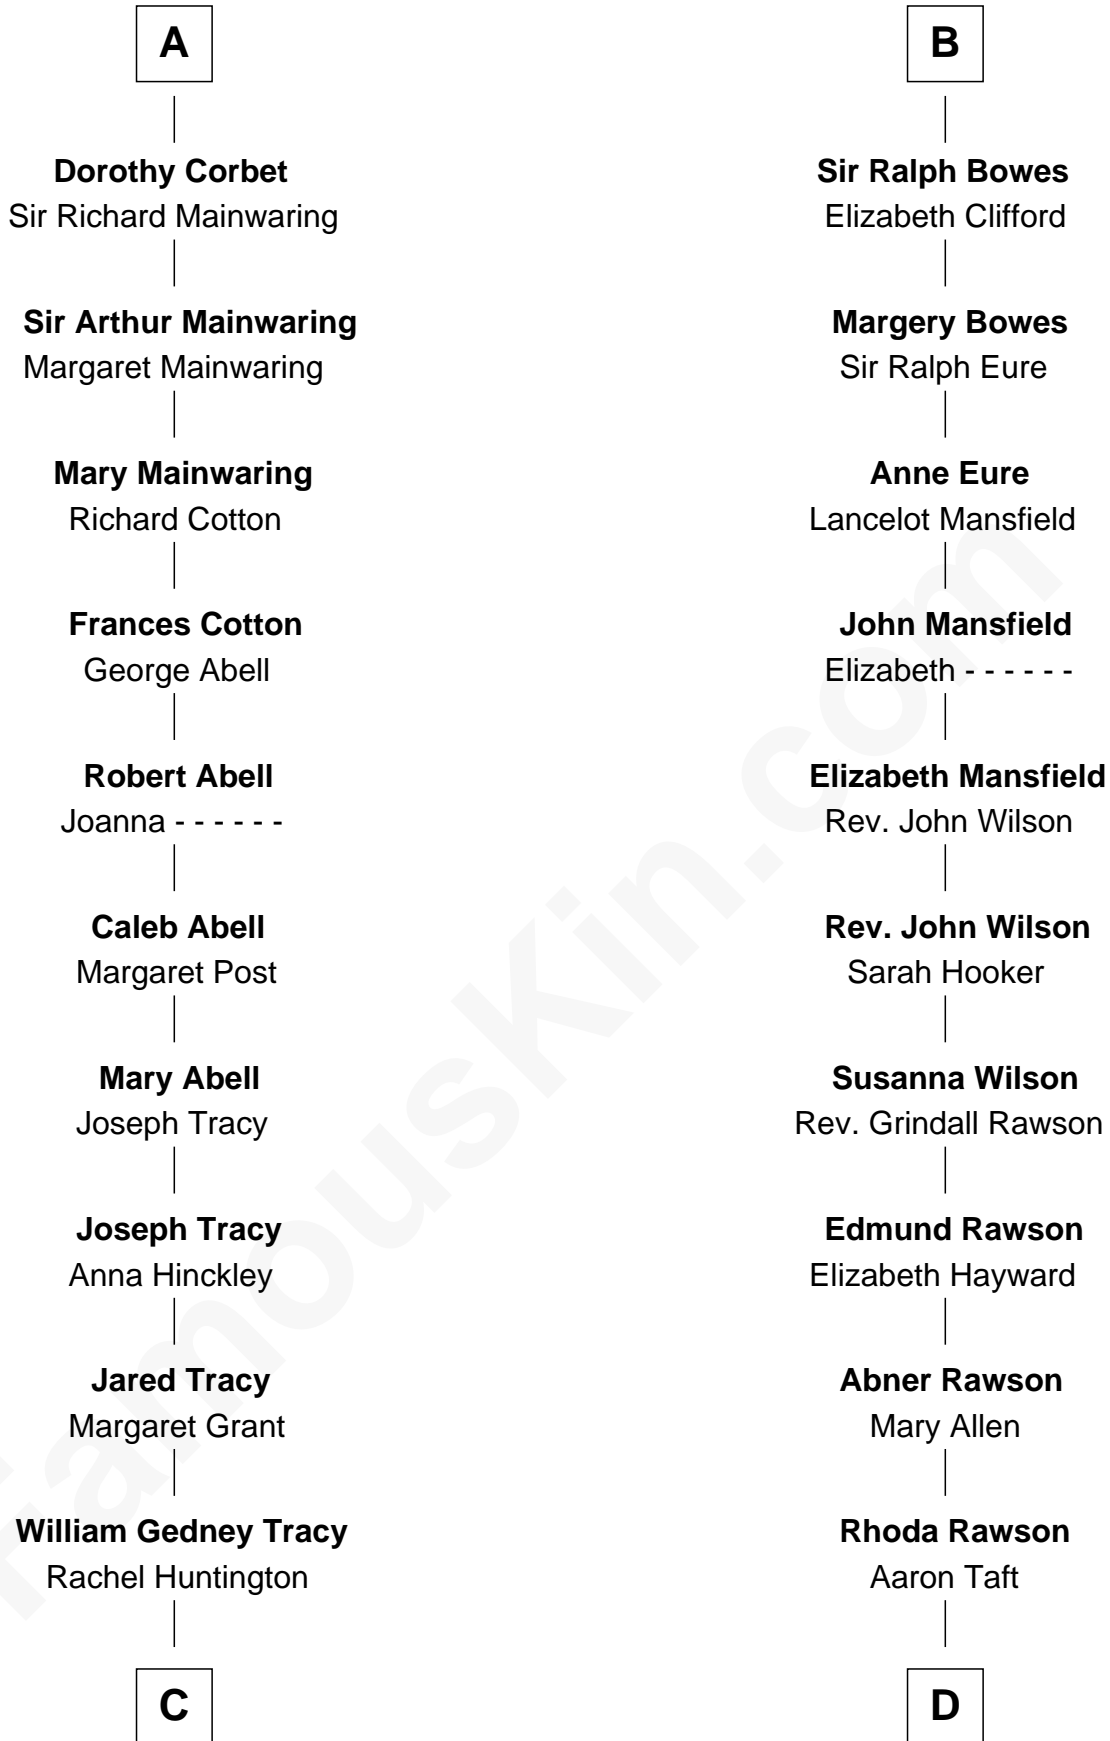 A
Dorothy Corbet
Sir Richard Mainwaring
Sir Arthur Mainwaring
Margaret Mainwaring
Mary Mainwaring
Richard Cotton
Frances Cotton
George Abell
Robert Abell
Joanna - - - - - -
Caleb Abell
Margaret Post
Mary Abell
Joseph Tracy
Joseph Tracy
Anna Hinckley
Jared Tracy
Margaret Grant
William Gedney Tracy
Rachel Huntington
C
B
Sir Ralph Bowes
Elizabeth Clifford
Margery Bowes
Sir Ralph Eure
Anne Eure
Lancelot Mansfield
John Mansfield
Elizabeth - - - - - -
Elizabeth Mansfield
Rev. John Wilson
Rev. John Wilson
Sarah Hooker
Susanna Wilson
Rev. Grindall Rawson
Edmund Rawson
Elizabeth Hayward
Abner Rawson
Mary Allen
Rhoda Rawson
Aaron Taft
D
FamousKin.com